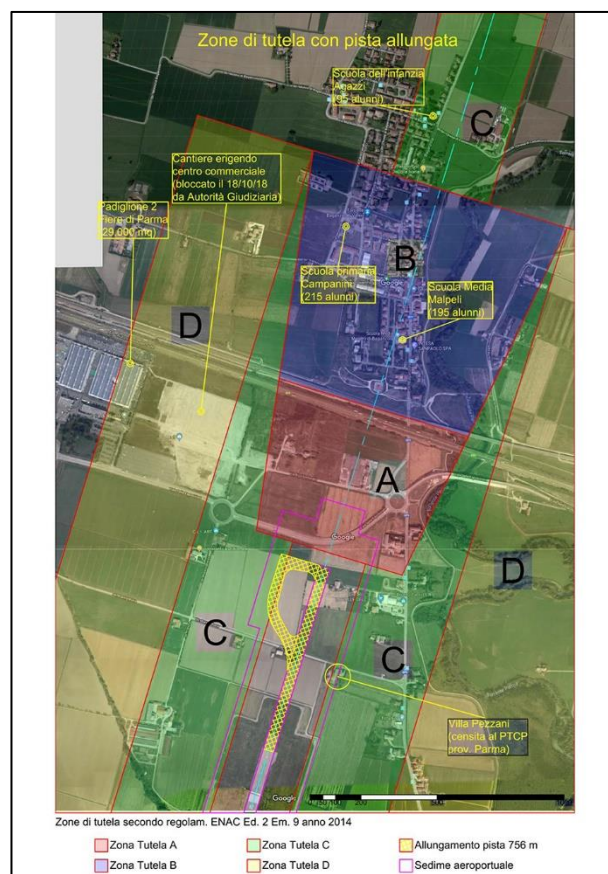 Zone di tutela con pista allungata
Scuola dell'infanzia
Agazzi
(95 alunni)
C
Cantiere erigendo
centro commerciale
(bloccato il 18/10/18
da Autorità Giudiziaria)
Padiglione 2
Fiere di Parma
(29.000 mq)
B
Scuola primaria
Campanini
(215 alunni)
Google
Scuola Media
Malpeli
(195 alunni)
D
A
Google
D
C
C
Villa Pezzani
(censita al PTCP
prov. Parma)
Google
Zone di tutela secondo regolam. ENAC Ed. 2 Em. 9 anno 2014
Zona Tutela A
Zona Tutela C
Allungamento pista 756 m
Zona Tutela B
Zona Tutela D
Sedime aeroportuale